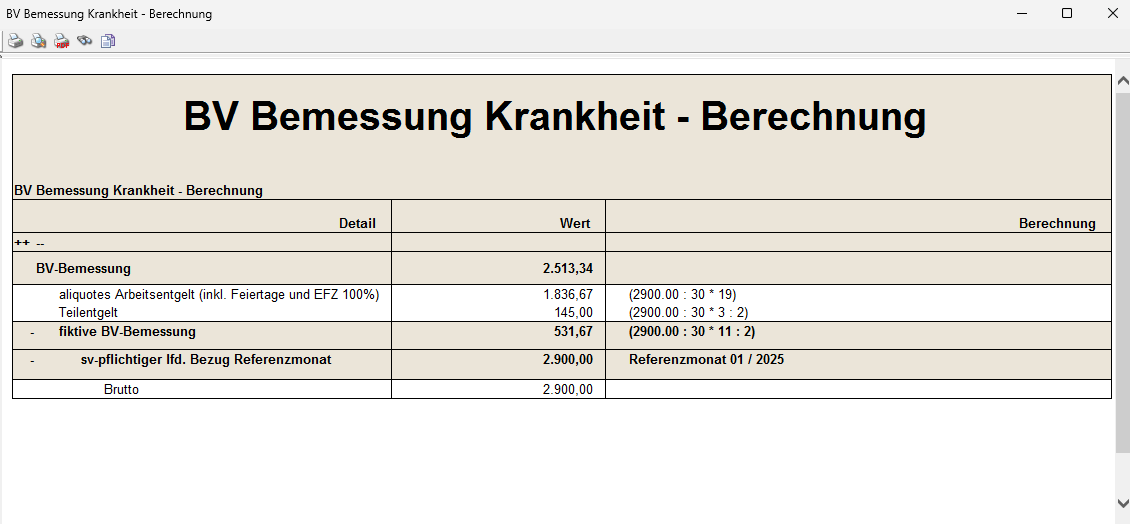 BV Bemessung Krankheit - Berechnung
BV Bemessung Krankheit - Berechnung
BV Bemessung Krankheit - Berechnung
Detail Wert Berechnung
++ --
BV-Bemessung 2.513,34
aliquotes Arbeitsentgelt (inkl. Feiertage und EFZ 100%) 1.836,67 (2900.00 : 30 * 19)
Teilentgelt 145,00 (2900.00 : 30 * 3 : 2)
- fiktive BV-Bemessung 531,67 (2900.00 : 30 * 11 : 2)
- sv-pflichtiger lfd. Bezug Referenzmonat 2.900,00 Referenzmonat 01 / 2025
Brutto 2.900,00